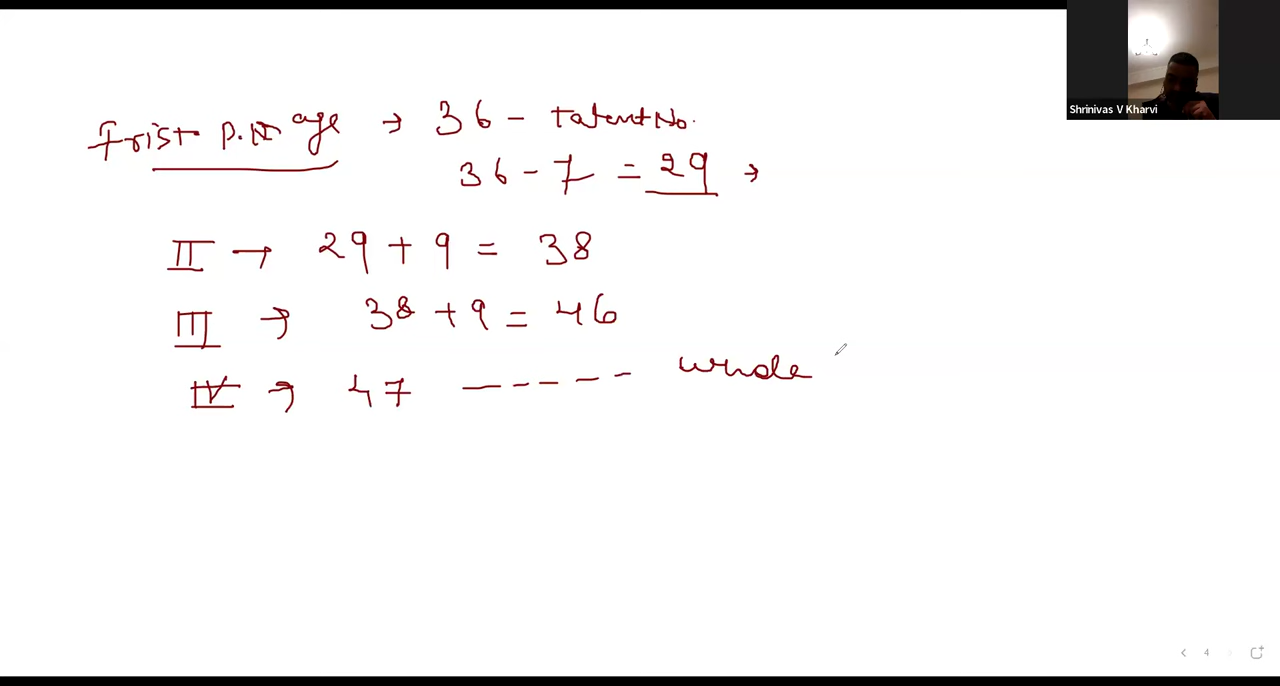 Shrinivas V Kharvi
Frist P.N age → 36 - talent No.
36 - 7 = 29 →
II → 29 + 9 = 38
III → 38 + 9 = 46
IV → 47 ----- whole
4